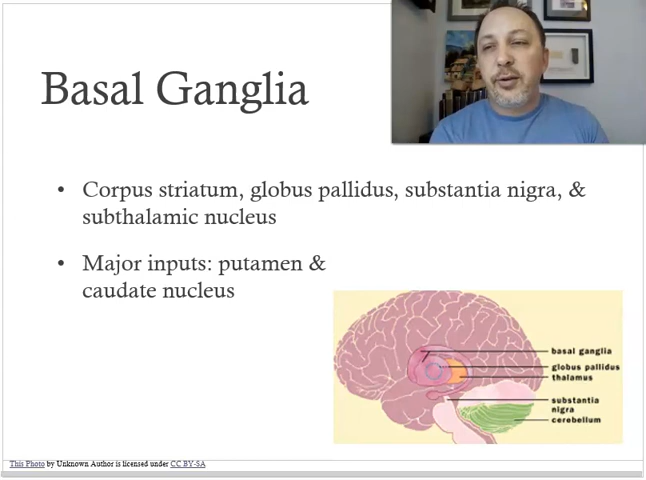 Basal Ganglia
• Corpus striatum, globus pallidus, substantia nigra, &
subthalamic nucleus
• Major inputs: putamen &
caudate nucleus
basal ganglia
globus pallidus
thalamus
substantia
nigra
cerebellum
This Photo by Unknown Author is licensed under CC BY-SA